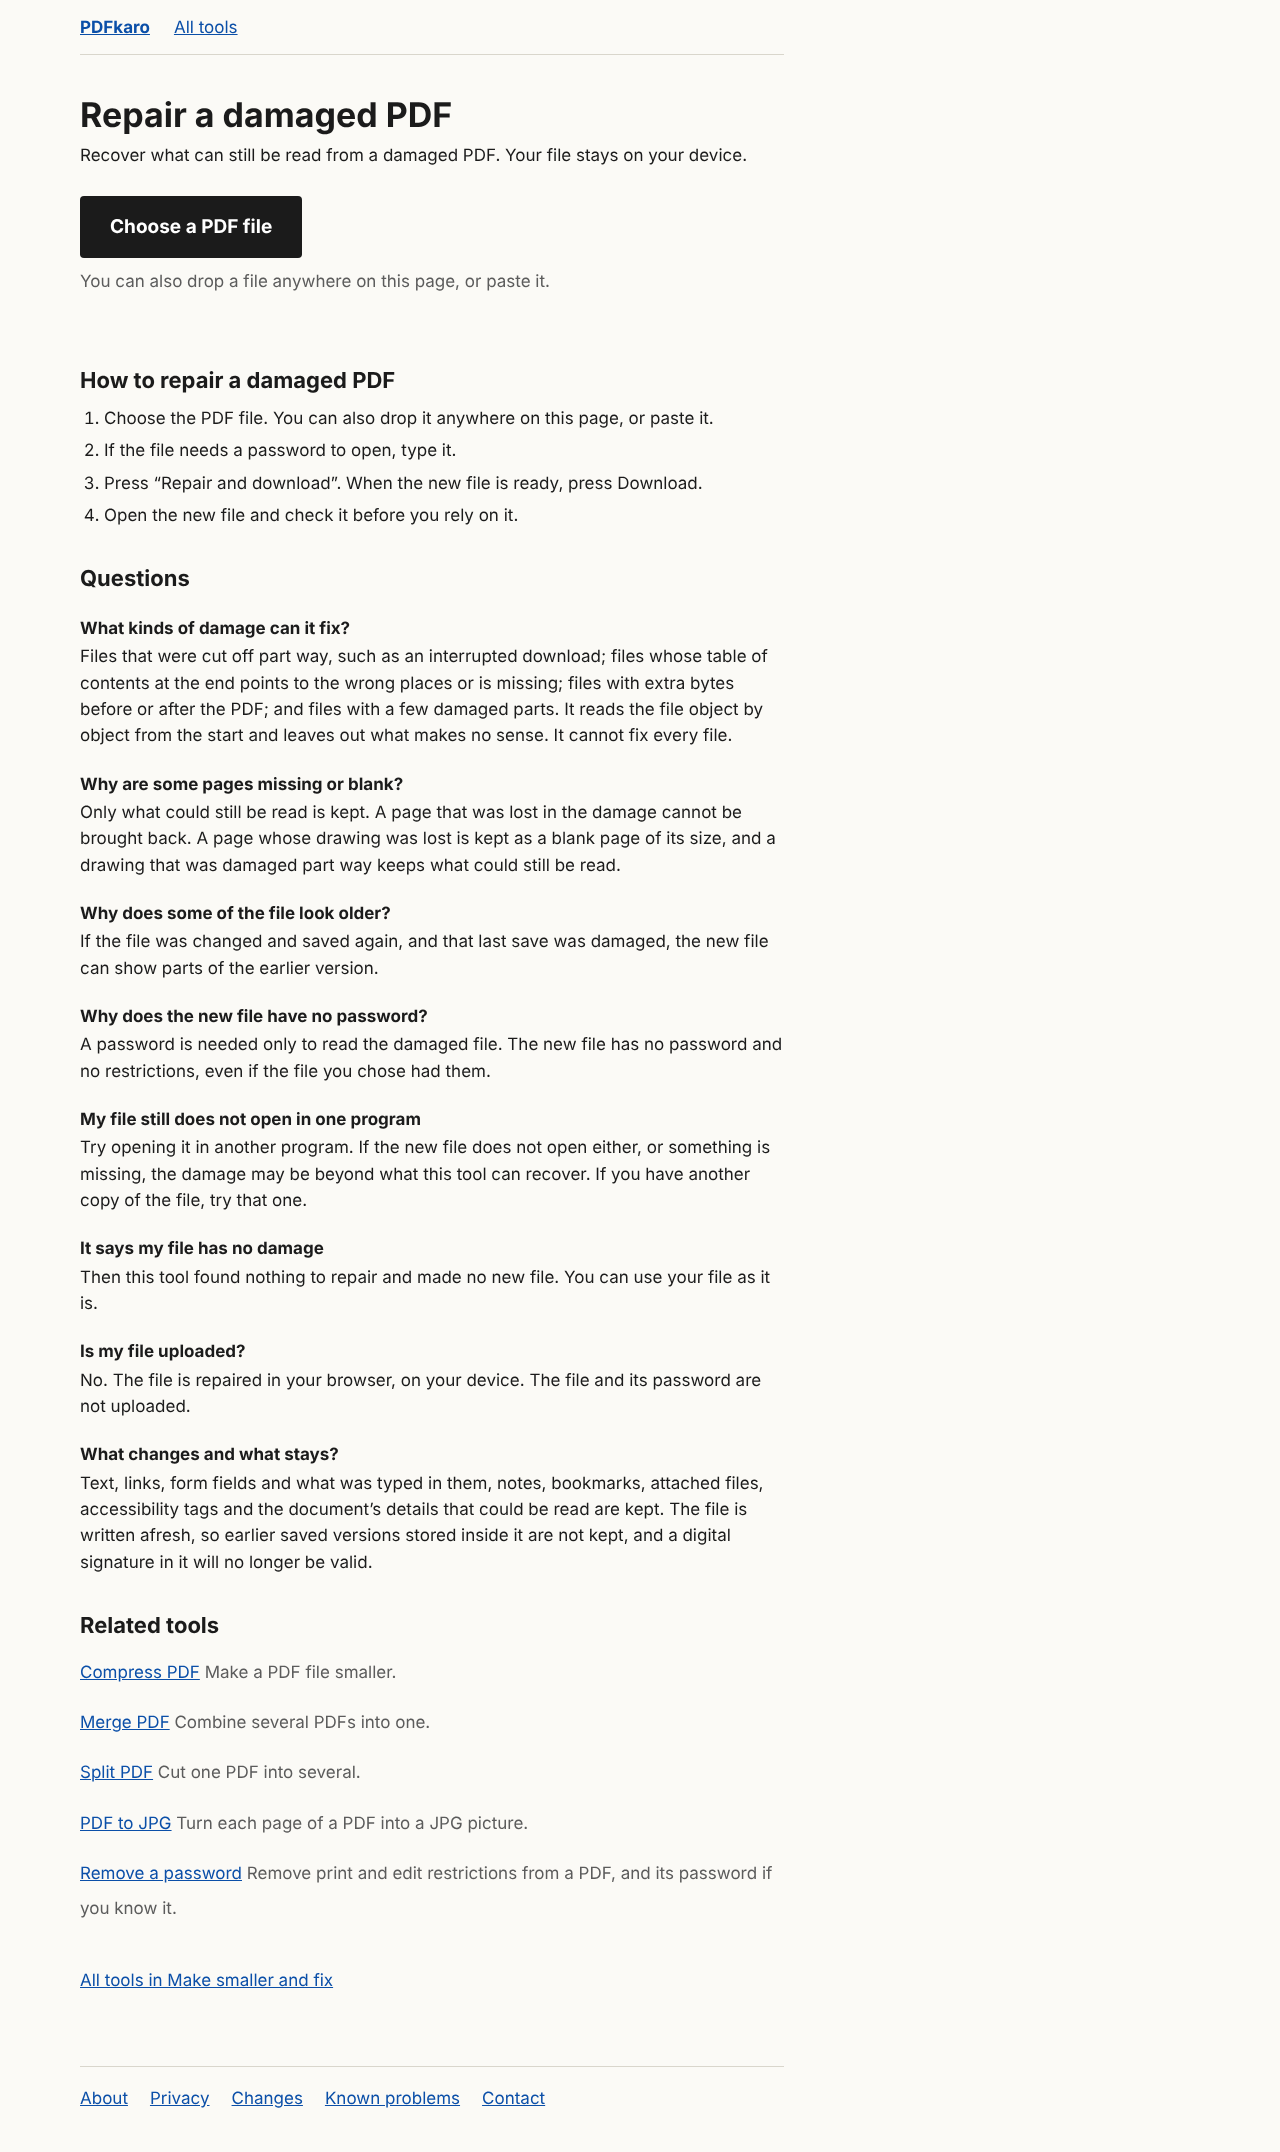 PDFkaro All tools
Repair a damaged PDF
Recover what can still be read from a damaged PDF. Your file stays on your device.
Choose a PDF file
You can also drop a file anywhere on this page, or paste it.
How to repair a damaged PDF
1. Choose the PDF file. You can also drop it anywhere on this page, or paste it.
2. If the file needs a password to open, type it.
3. Press “Repair and download”. When the new file is ready, press Download.
4. Open the new file and check it before you rely on it.
Questions
What kinds of damage can it fix?
Files that were cut off part way, such as an interrupted download; files whose table of
contents at the end points to the wrong places or is missing; files with extra bytes
before or after the PDF; and files with a few damaged parts. It reads the file object by
object from the start and leaves out what makes no sense. It cannot fix every file.
Why are some pages missing or blank?
Only what could still be read is kept. A page that was lost in the damage cannot be
brought back. A page whose drawing was lost is kept as a blank page of its size, and a
drawing that was damaged part way keeps what could still be read.
Why does some of the file look older?
If the file was changed and saved again, and that last save was damaged, the new file
can show parts of the earlier version.
Why does the new file have no password?
A password is needed only to read the damaged file. The new file has no password and
no restrictions, even if the file you chose had them.
My file still does not open in one program
Try opening it in another program. If the new file does not open either, or something is
missing, the damage may be beyond what this tool can recover. If you have another
copy of the file, try that one.
It says my file has no damage
Then this tool found nothing to repair and made no new file. You can use your file as it
is.
Is my file uploaded?
No. The file is repaired in your browser, on your device. The file and its password are
not uploaded.
What changes and what stays?
Text, links, form fields and what was typed in them, notes, bookmarks, attached files,
accessibility tags and the document’s details that could be read are kept. The file is
written afresh, so earlier saved versions stored inside it are not kept, and a digital
signature in it will no longer be valid.
Related tools
Compress PDF Make a PDF file smaller.
Merge PDF Combine several PDFs into one.
Split PDF Cut one PDF into several.
PDF to JPG Turn each page of a PDF into a JPG picture.
Remove a password Remove print and edit restrictions from a PDF, and its password if
you know it.
All tools in Make smaller and fix
About Privacy Changes Known problems Contact